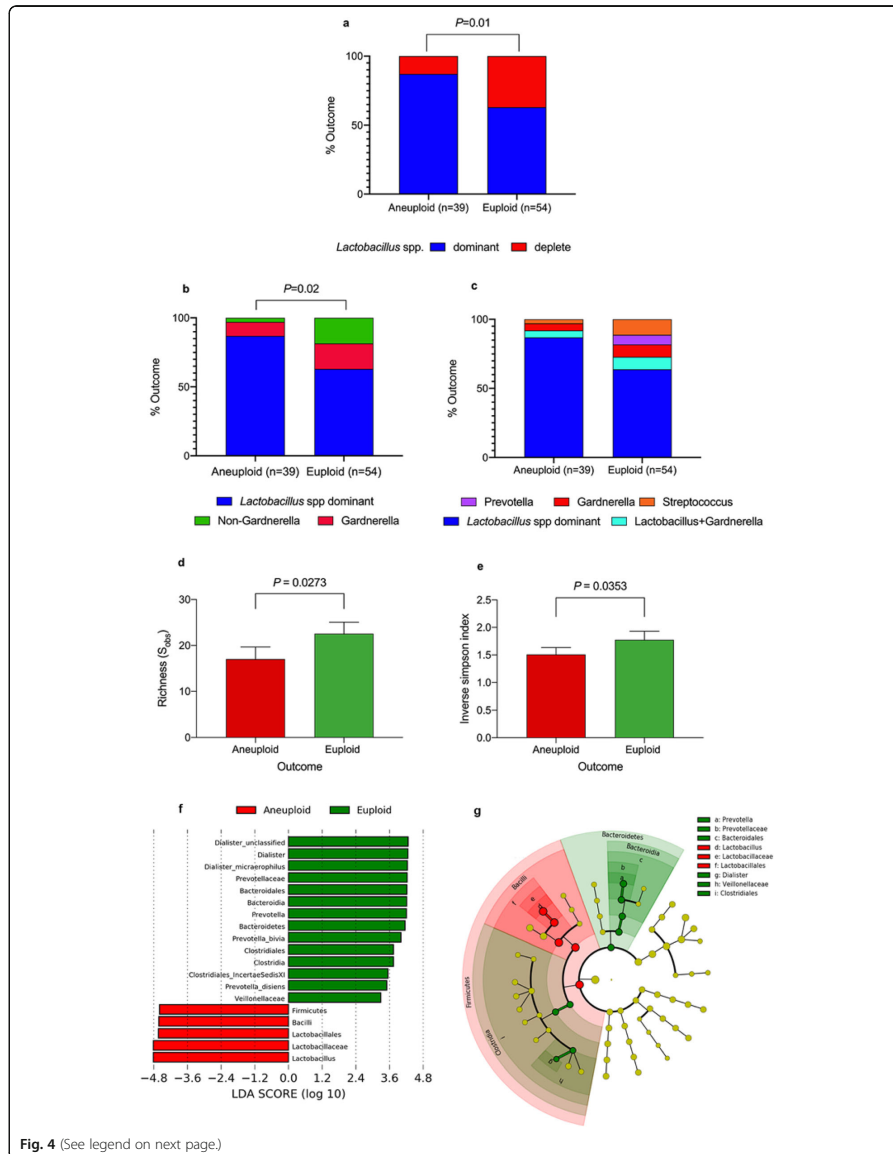 a
P=0.01
100
50
0
% Outcome
Aneuploid (n=39) Euploid (n=54)
Lactobacillus spp. dominant deplete
b
P=0.02
100
50
0
% Outcome
Aneuploid (n=39) Euploid (n=54)
Lactobacillus spp dominant
Non-Gardnerella Gardnerella
c
100
50
0
% Outcome
Aneuploid (n=39) Euploid (n=54)
Prevotella Gardnerella Streptococcus
Lactobacillus spp dominant Lactobacillus+Gardnerella
d
P = 0.0273
30
20
10
0
Richness (Sobs)
Aneuploid Euploid
Outcome
e
P = 0.0353
2.5
2.0
1.5
1.0
0.5
0.0
Inverse simpson index
Aneuploid Euploid
Outcome
f
Aneuploid Euploid
Dialister_unclassified
Dialister
Dialister_micraerophilus
Prevotellaceae
Bacteroidales
Bacteroidia
Prevotella
Bacteroidetes
Prevotella_bivia
Clostridiales
Clostridia
Clostridiales_IncertaeSedisXI
Prevotella_disiens
Veillonellaceae
Firmicutes
Bacilli
Lactobacillales
Lactobacillaceae
Lactobacillus
−4.8 −3.6 −2.4 −1.2 0.0 1.2 2.4 3.6 4.8
LDA SCORE (log 10)
g
Bacteroidetes
Bacteroidia
c
b
a
Bacilli
f
e
d
Firmicutes
Clostridia
i
g
h
a: Prevotella
b: Prevotellaceae
c: Bacteroidales
d: Lactobacillus
e: Lactobacillaceae
f: Lactobacillales
g: Dialister
h: Veillonellaceae
i: Clostridiales
Fig. 4 (See legend on next page.)